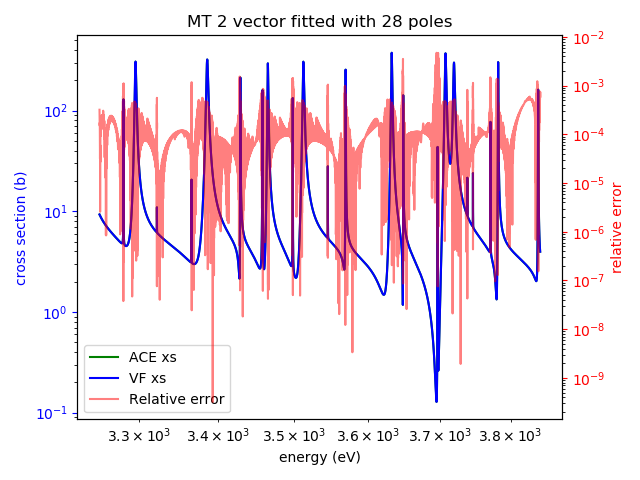 MT 2 vector fitted with 28 poles
cross section (b)
10²
10¹
10⁰
10⁻¹
10⁻²
10⁻³
10⁻⁴
10⁻⁵
10⁻⁶
10⁻⁷
10⁻⁸
10⁻⁹
relative error
ACE xs
VF xs
Relative error
3.3 × 10³ 3.4 × 10³ 3.5 × 10³ 3.6 × 10³ 3.7 × 10³ 3.8 × 10³
energy (eV)